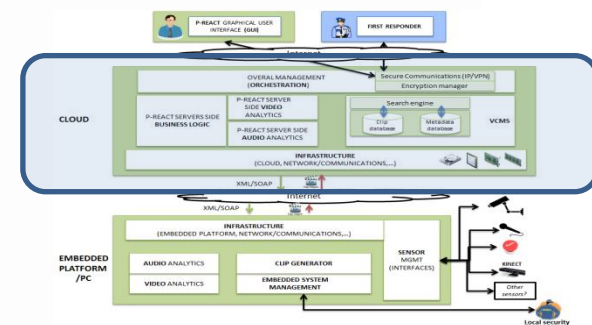 P-REACT GRAPHICAL USER
INTERFACE (GUI)
FIRST RESPONDER
Internet
OVERAL MANAGEMENT
(ORCHESTRATION)
Secure Communications (IP/VPN)
Encryption manager
CLOUD
P-REACT SERVERS SIDE
BUSINESS LOGIC
P-REACT SERVER
SIDE VIDEO
ANALYTICS
P-REACT SERVER SIDE
AUDIO ANALYTICS
Search engine
Clip
database
Metadata
database
VCMS
INFRASTRUCTURE
(CLOUD, NETWORK/COMMUNICATIONS,...)
XML/SOAP
Internet
XML/SOAP
EMBEDDED
PLATFORM
/PC
INFRASTRUCTURE
(EMBEDDED PLATFORM, NETWORK/COMMUNICATIONS,...)
AUDIO ANALYTICS
VIDEO ANALYTICS
CLIP GENERATOR
EMBEDDED SYSTEM
MANAGEMENT
SENSOR
MGMT
(INTERFACES)
KINECT
Other
sensors?
Local security